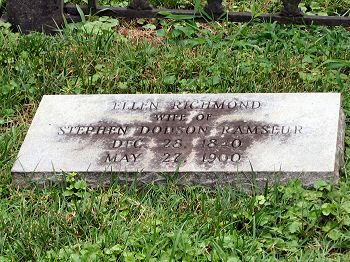 ELLEN RICHMOND
WIFE OF
STEPHEN DODSON RAMSEUR
DEC. 28, 1840
MAY 27, 1900